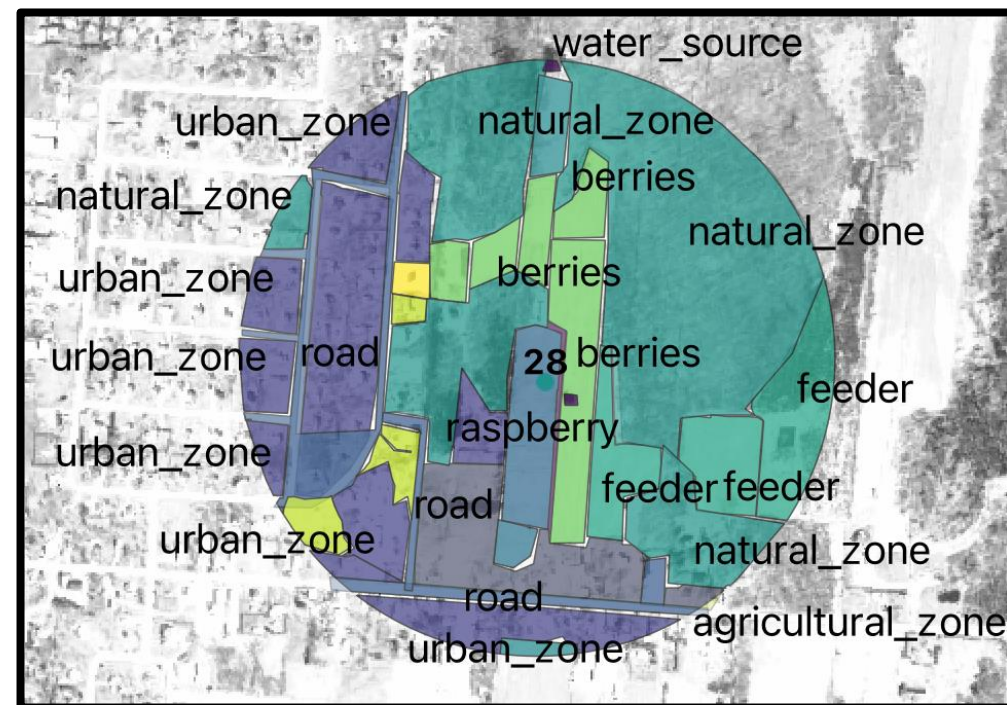 water_source
urban_zone
natural_zone
berries
natural_zone
natural_zone
urban_zone
berries
urban_zone
road
28
berries
feeder
raspberry
urban_zone
road
feeder
feeder
urban_zone
natural_zone
road
agricultural_zone
urban_zone